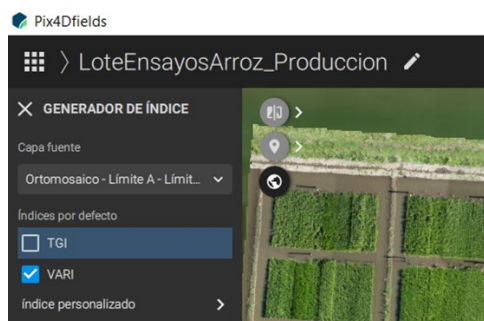 Pix4Dfields
LoteEnsayosArroz_Produccion
GENERADOR DE ÍNDICE
Capa fuente
Ortomosaico - Límite A - Límit...
Índices por defecto
TGI
VARI
índice personalizado